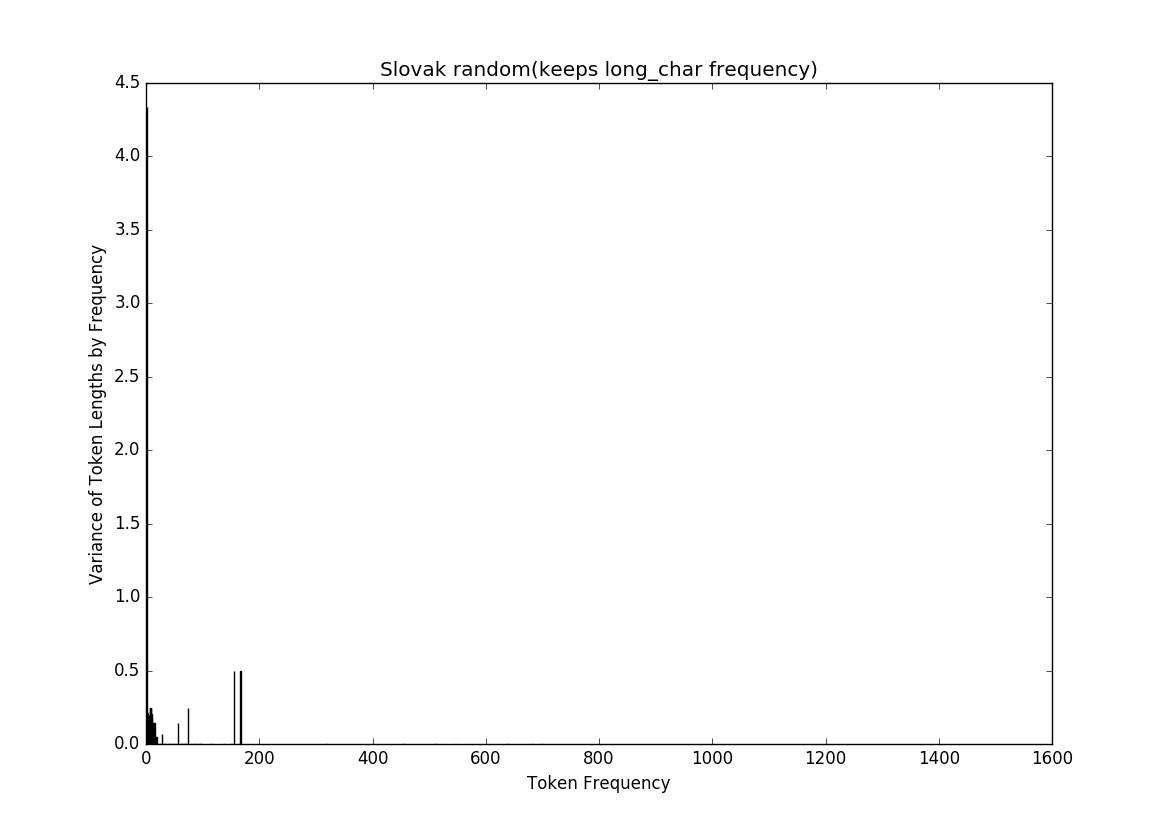 Slovak random(keeps long_char frequency)
4.5
4.0
3.5
3.0
2.5
2.0
1.5
1.0
0.5
0.0
Variance of Token Lengths by Frequency
0 200 400 600 800 1000 1200 1400 1600
Token Frequency